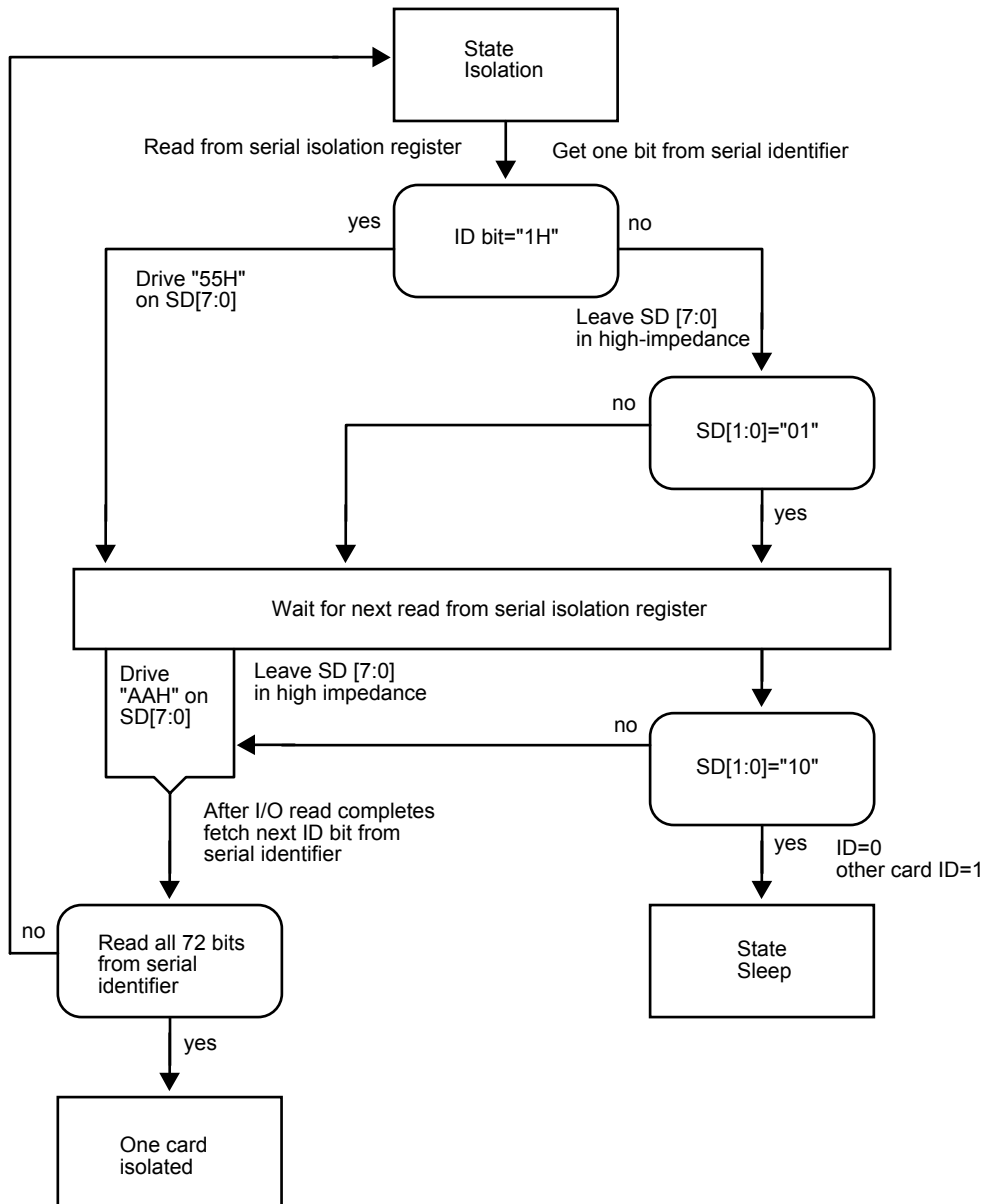 State
Isolation
Read from serial isolation register
Get one bit from serial identifier
yes
ID bit="1H"
no
Drive "55H"
on SD[7:0]
Leave SD [7:0]
in high-impedance
no
SD[1:0]="01"
yes
Wait for next read from serial isolation register
Drive
"AAH" on
SD[7:0]
Leave SD [7:0]
in high impedance
no
SD[1:0]="10"
After I/O read completes
fetch next ID bit from
serial identifier
yes
ID=0
other card ID=1
no
Read all 72 bits
from serial
identifier
State
Sleep
yes
One card
isolated